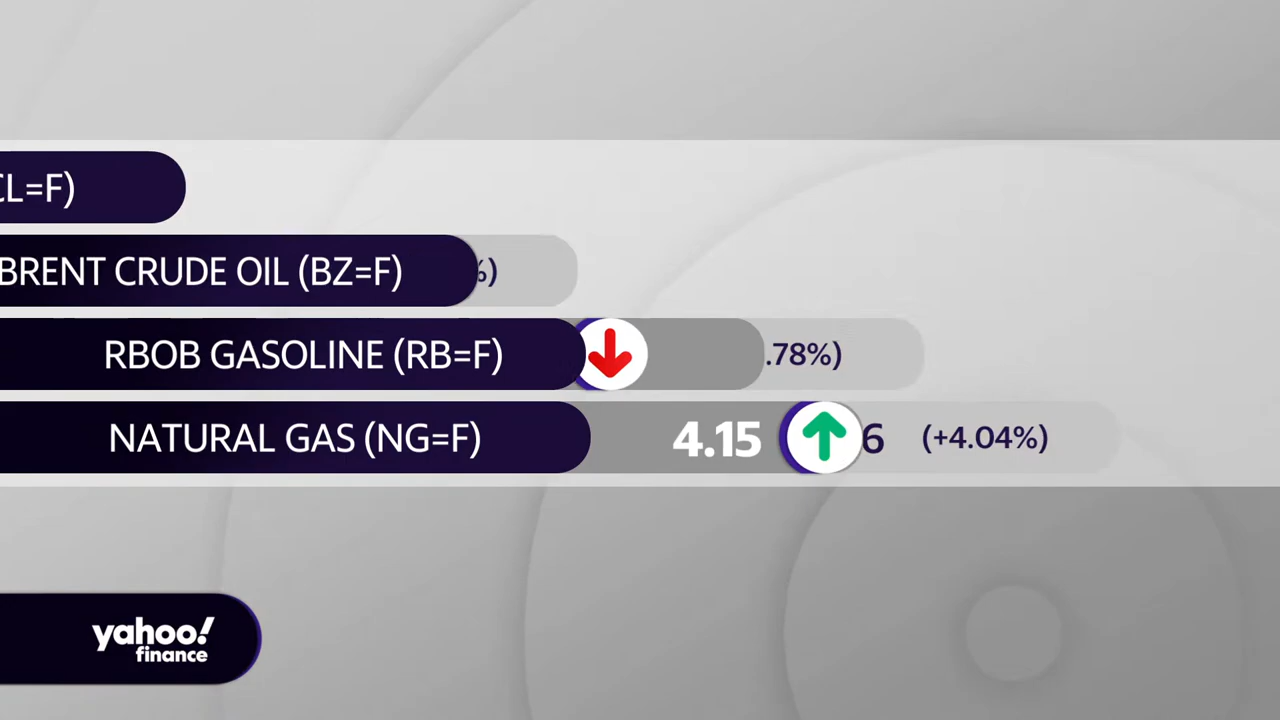 CL=F)
BRENT CRUDE OIL (BZ=F) %)
RBOB GASOLINE (RB=F) .78%)
NATURAL GAS (NG=F) 4.15 6 (+4.04%)
yahoo!
finance